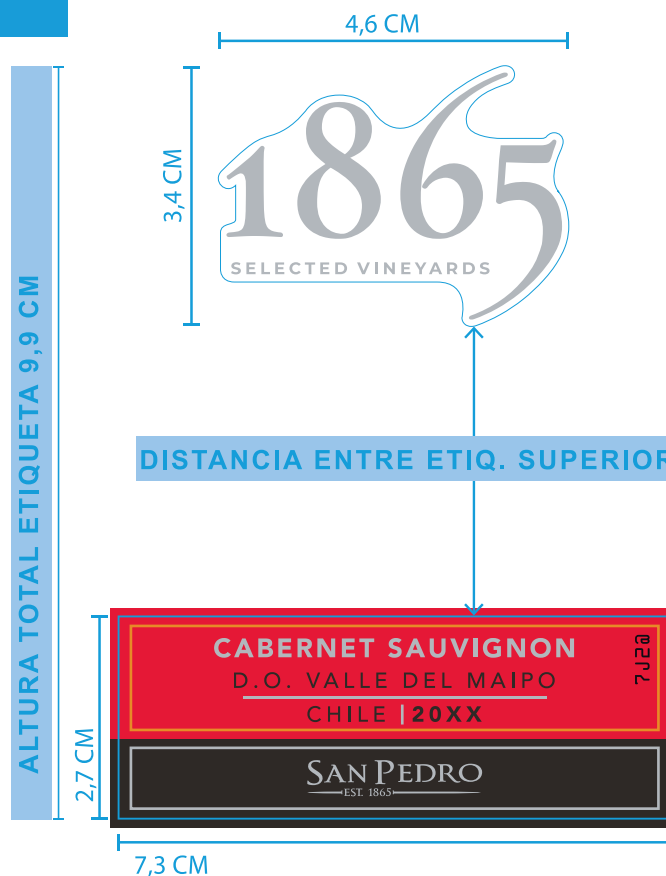 4,6 CM
3,4 CM
1865
SELECTED VINEYARDS
ALTURA TOTAL ETIQUETA 9,9 CM
DISTANCIA ENTRE ETIQ. SUPERIOR
CABERNET SAUVIGNON
D.O. VALLE DEL MAIPO
CHILE | 20XX
7J2a
SAN PEDRO
EST. 1865
2,7 CM
7,3 CM